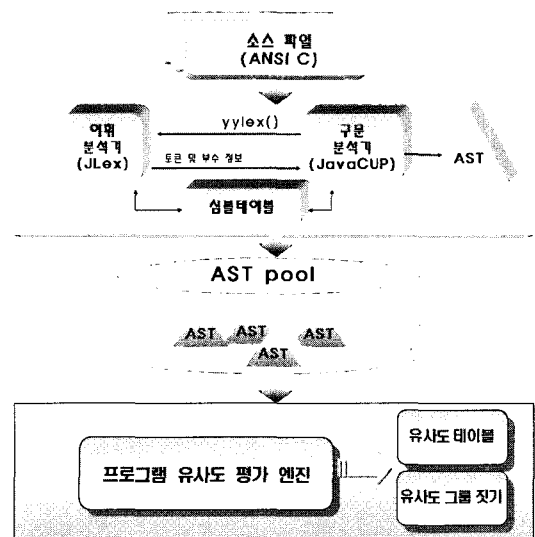 소스 파일
(ANSI C)
어휘
분석기
(JLex)
yylex()
토큰 및 부수 정보
구문
분석기
(JavaCUP)
AST
심볼테이블
AST pool
AST
AST
AST
AST
프로그램 유사도 평가 엔진
유사도 테이블
유사도 그룹 짓기